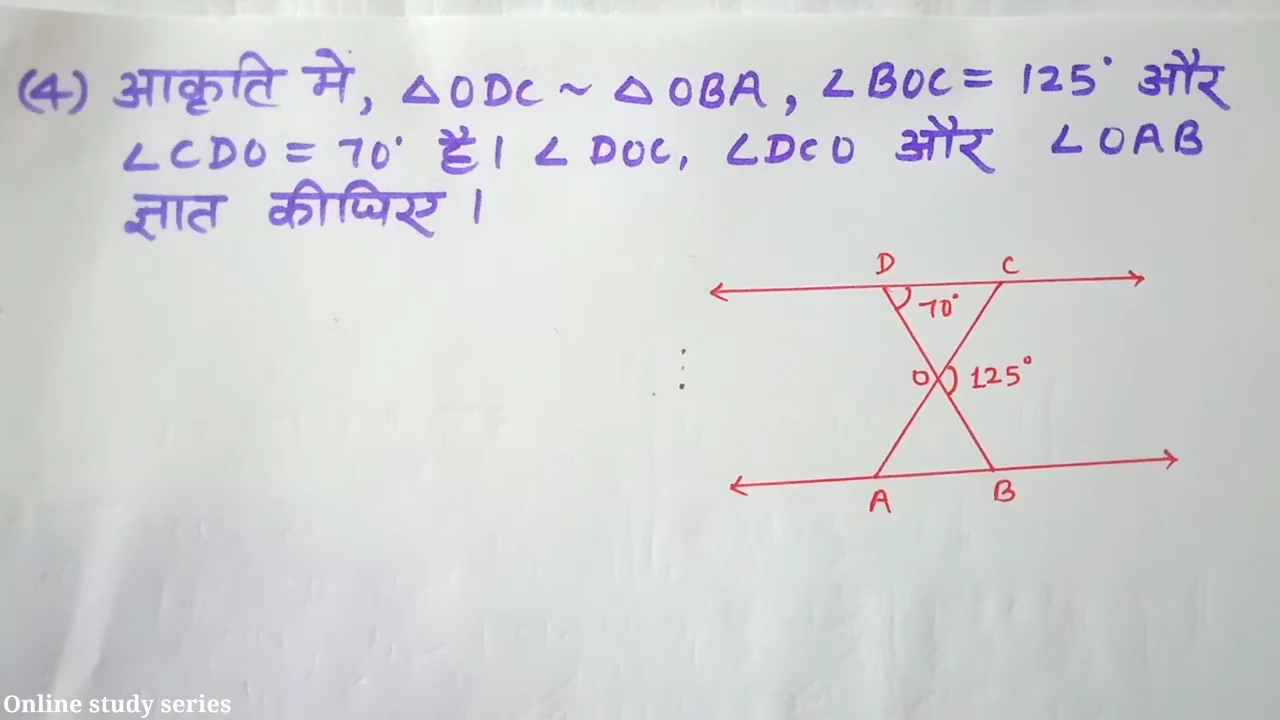 (4) आकृति में, △ODC ~ △OBA, ∠BOC = 125° और
∠CDO = 70° है। ∠DOC, ∠DCO और ∠OAB
ज्ञात कीजिए।
D C
70°
O 125°
A B
Online study series